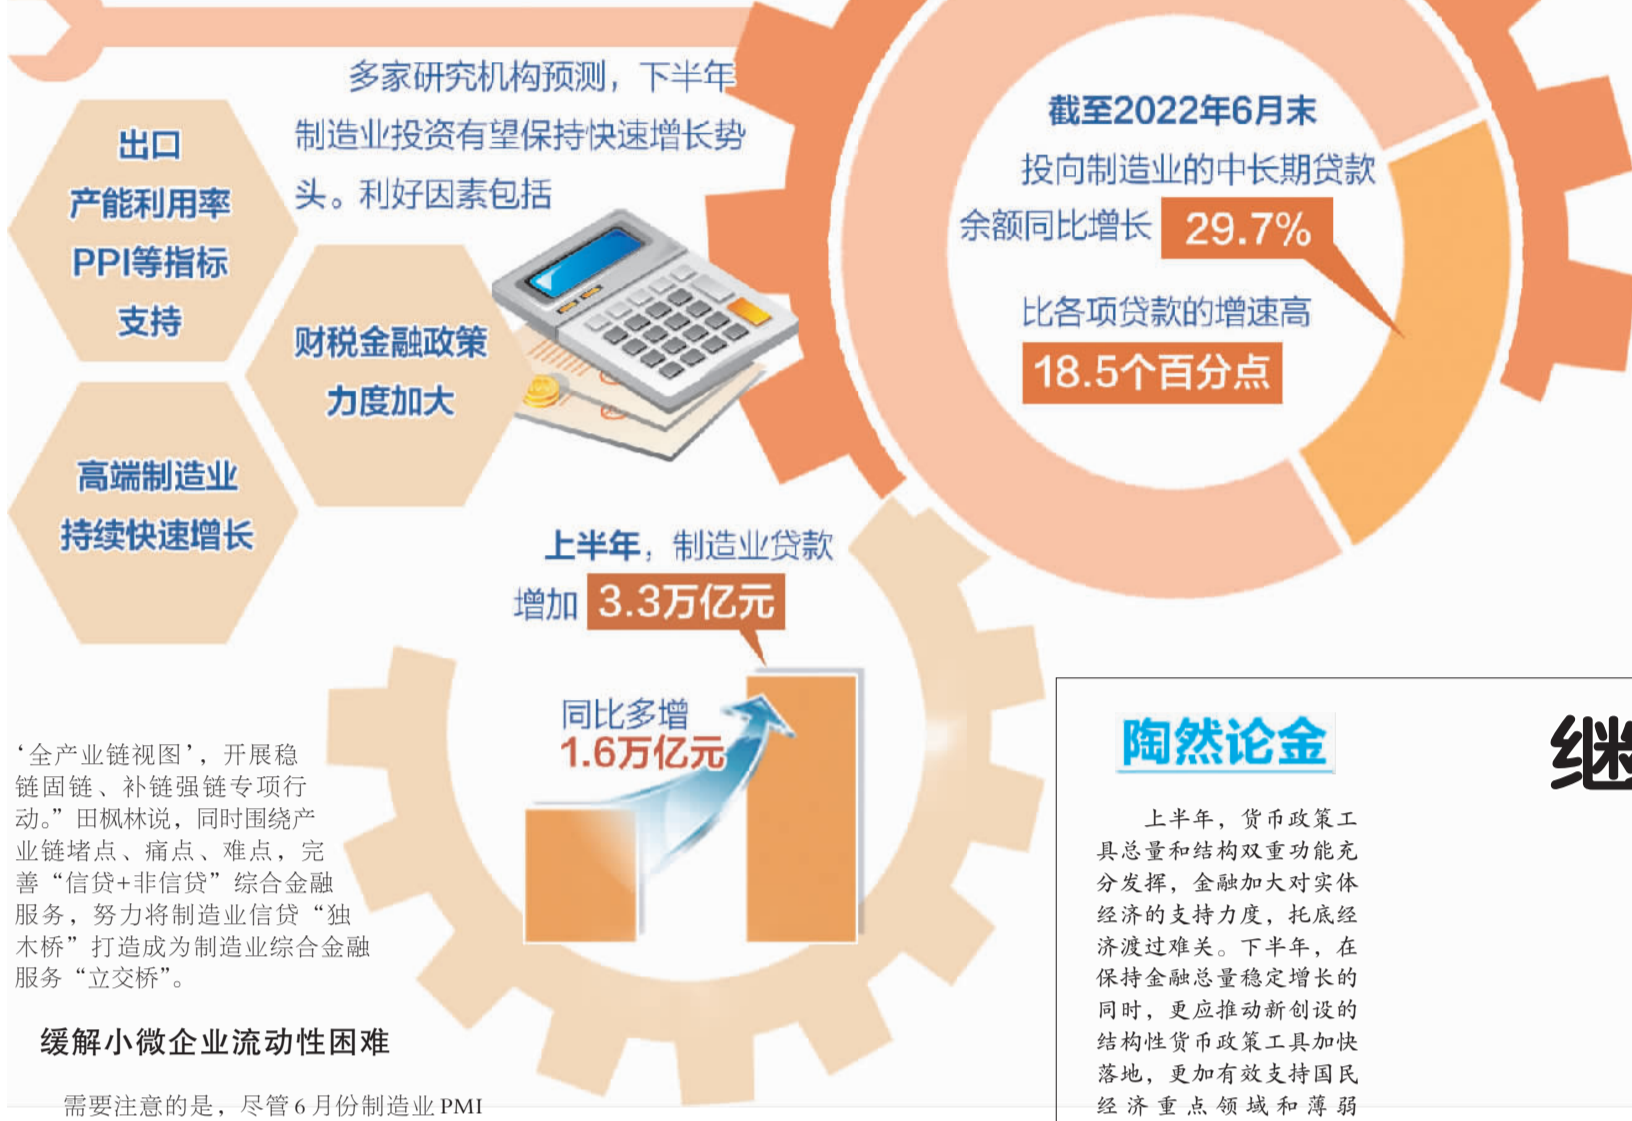 多家研究机构预测，下半年
制造业投资有望保持快速增长势
头。利好因素包括
出口
产能利用率
PPI等指标
支持
财税金融政策
力度加大
高端制造业
持续快速增长
截至2022年6月末
投向制造业的中长期贷款
余额同比增长 29.7%
比各项贷款的增速高
18.5个百分点
上半年，制造业贷款
增加 3.3万亿元
同比多增
1.6万亿元
‘全产业链视图’，开展稳
链固链、补链强链专项行
动。”田枫林说，同时围绕产
业链堵点、痛点、难点，完
善“信贷+非信贷”综合金融
服务，努力将制造业信贷“独
木桥”打造成为制造业综合金融
服务“立交桥”。
缓解小微企业流动性困难
需要注意的是，尽管6月份制造业PMI
陶然论金
继
上半年，货币政策工
具总量和结构双重功能充
分发挥，金融加大对实体
经济的支持力度，托底经
济渡过难关。下半年，在
保持金融总量稳定增长的
同时，更应推动新创设的
结构性货币政策工具加快
落地，更加有效支持国民
经济重点领域和薄弱